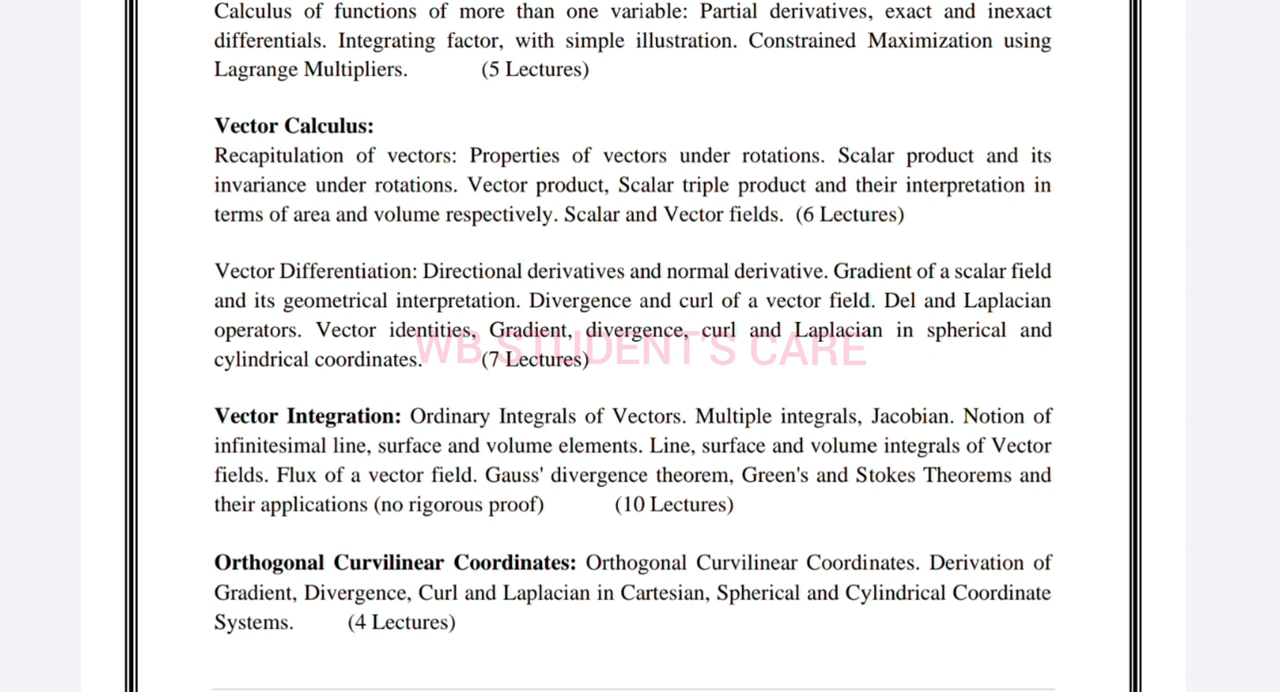 Calculus of functions of more than one variable: Partial derivatives, exact and inexact
differentials. Integrating factor, with simple illustration. Constrained Maximization using
Lagrange Multipliers. (5 Lectures)
Vector Calculus:
Recapitulation of vectors: Properties of vectors under rotations. Scalar product and its
invariance under rotations. Vector product, Scalar triple product and their interpretation in
terms of area and volume respectively. Scalar and Vector fields. (6 Lectures)
Vector Differentiation: Directional derivatives and normal derivative. Gradient of a scalar field
and its geometrical interpretation. Divergence and curl of a vector field. Del and Laplacian
operators. Vector identities, Gradient, divergence, curl and Laplacian in spherical and
WB STUDENT'S CARE
cylindrical coordinates. (7 Lectures)
Vector Integration: Ordinary Integrals of Vectors. Multiple integrals, Jacobian. Notion of
infinitesimal line, surface and volume elements. Line, surface and volume integrals of Vector
fields. Flux of a vector field. Gauss' divergence theorem, Green's and Stokes Theorems and
their applications (no rigorous proof) (10 Lectures)
Orthogonal Curvilinear Coordinates: Orthogonal Curvilinear Coordinates. Derivation of
Gradient, Divergence, Curl and Laplacian in Cartesian, Spherical and Cylindrical Coordinate
Systems. (4 Lectures)